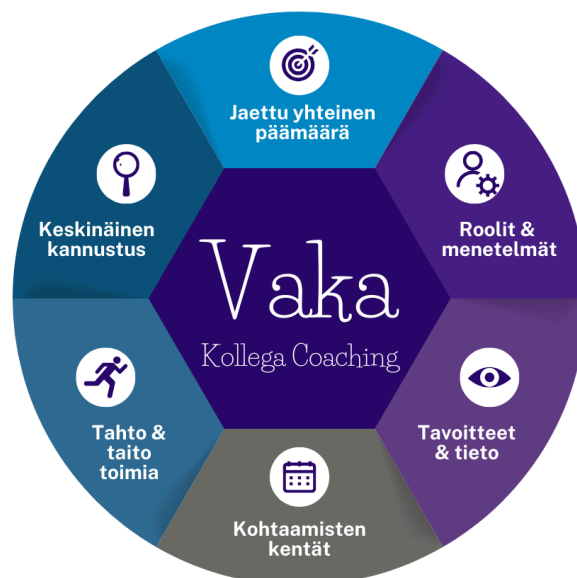 Jaettu yhteinen
päämäärä
Roolit &
menetelmät
Tavoitteet
& tieto
Kohtaamisten
kentät
Tahto &
taito
toimia
Keskinäinen
kannustus
Vaka
Kollega Coaching